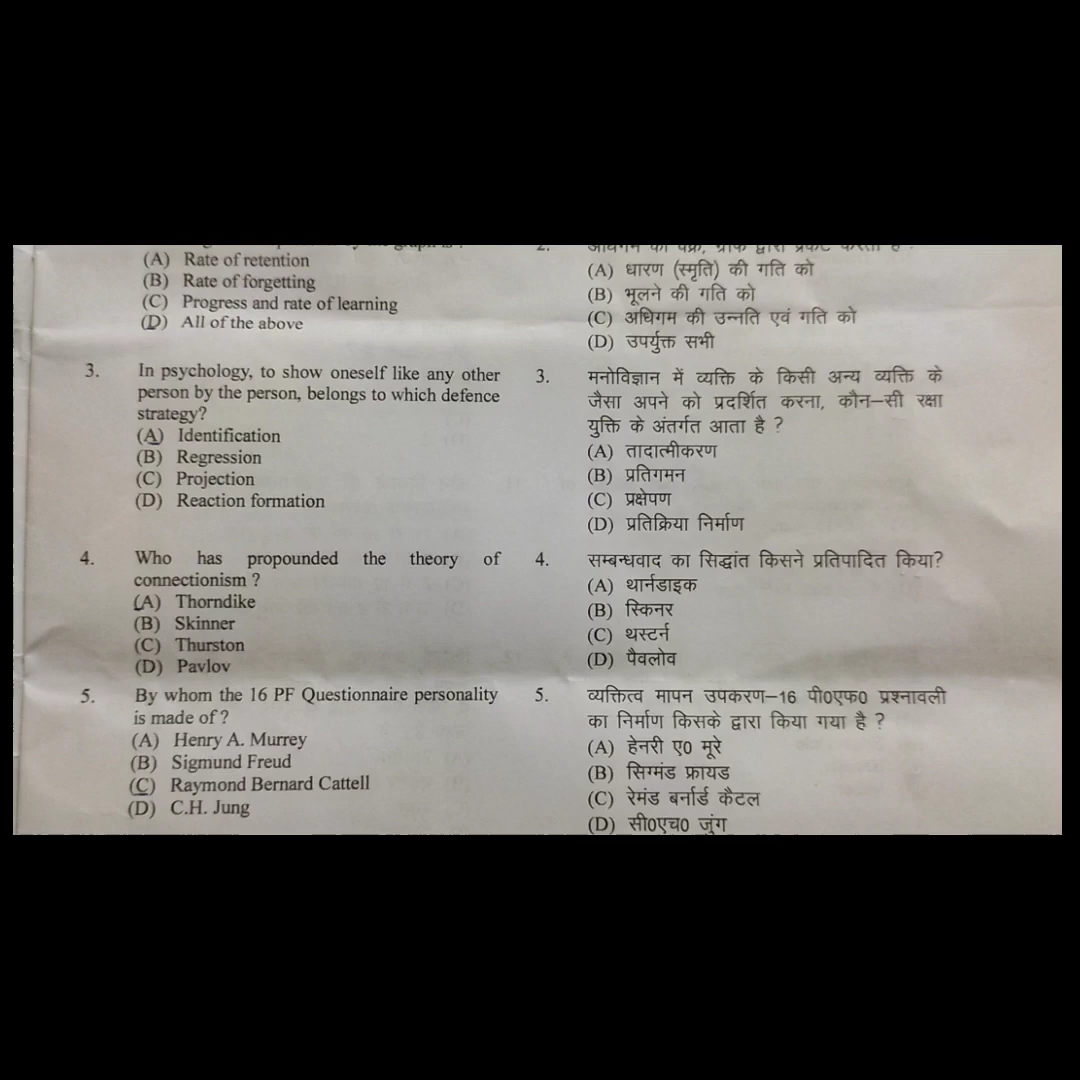 (A) Rate of retention
(B) Rate of forgetting
(C) Progress and rate of learning
(D) All of the above
3. In psychology, to show oneself like any other
person by the person, belongs to which defence
strategy?
(A) Identification
(B) Regression
(C) Projection
(D) Reaction formation
4. Who has propounded the theory of
connectionism ?
(A) Thorndike
(B) Skinner
(C) Thurston
(D) Pavlov
5. By whom the 16 PF Questionnaire personality
is made of ?
(A) Henry A. Murrey
(B) Sigmund Freud
(C) Raymond Bernard Cattell
(D) C.H. Jung
2.
(A) धारण (स्मृति) की गति को
(B) भूलने की गति को
(C) अधिगम की उन्नति एवं गति को
(D) उपर्युक्त सभी
3. मनोविज्ञान में व्यक्ति के किसी अन्य व्यक्ति के
जैसा अपने को प्रदर्शित करना, कौन–सी रक्षा
युक्ति के अंतर्गत आता है ?
(A) तादात्मीकरण
(B) प्रतिगमन
(C) प्रक्षेपण
(D) प्रतिक्रिया निर्माण
4. सम्बन्धवाद का सिद्धांत किसने प्रतिपादित किया?
(A) थार्नडाइक
(B) स्किनर
(C) थस्टर्न
(D) पैवलोव
5. व्यक्तित्व मापन उपकरण–16 पी0एफ0 प्रश्नावली
का निर्माण किसके द्वारा किया गया है ?
(A) हेनरी ए0 मूरे
(B) सिग्मंड फ्रायड
(C) रेमंड बर्नार्ड कैटल
(D) सी0एच0 जुंग